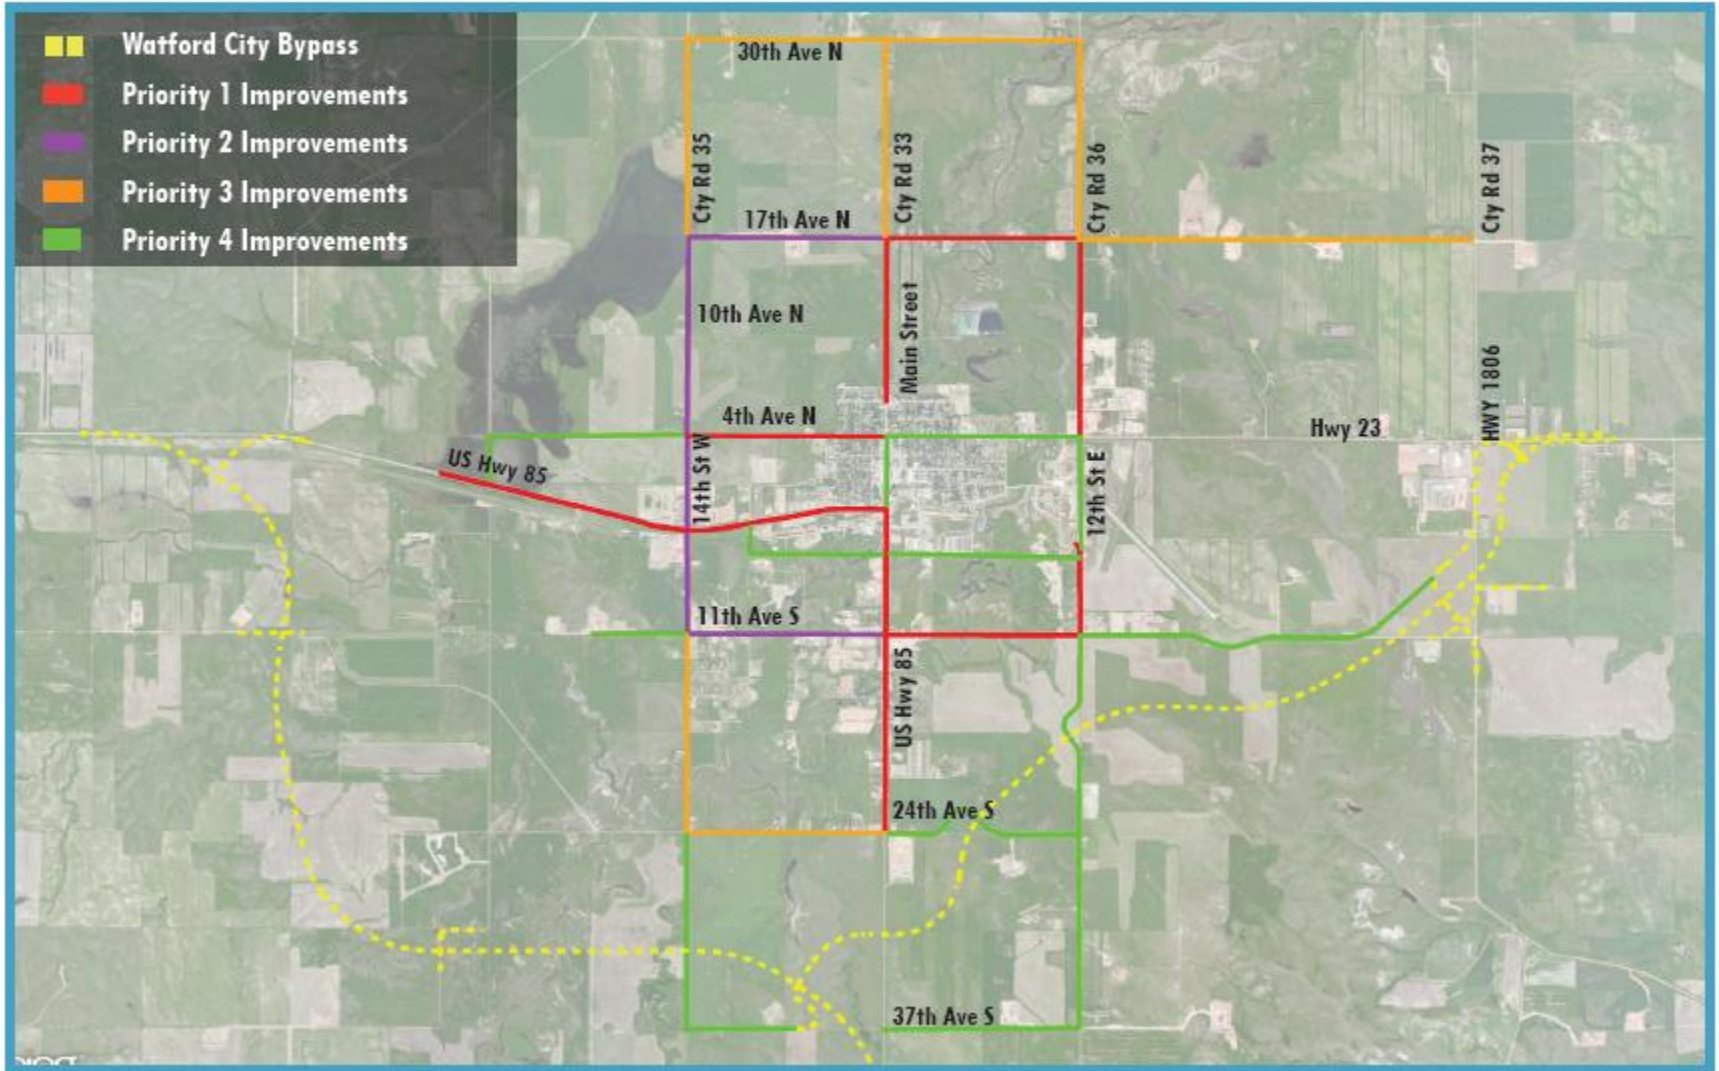 Watford City Bypass
Priority 1 Improvements
Priority 2 Improvements
Priority 3 Improvements
Priority 4 Improvements
30th Ave N
Cty Rd 35
Cty Rd 33
Cty Rd 36
Cty Rd 37
17th Ave N
10th Ave N
Main Street
4th Ave N
Hwy 23
HWY 1806
US Hwy 85
14th St W
12th St E
11th Ave S
US Hwy 85
24th Ave S
37th Ave S